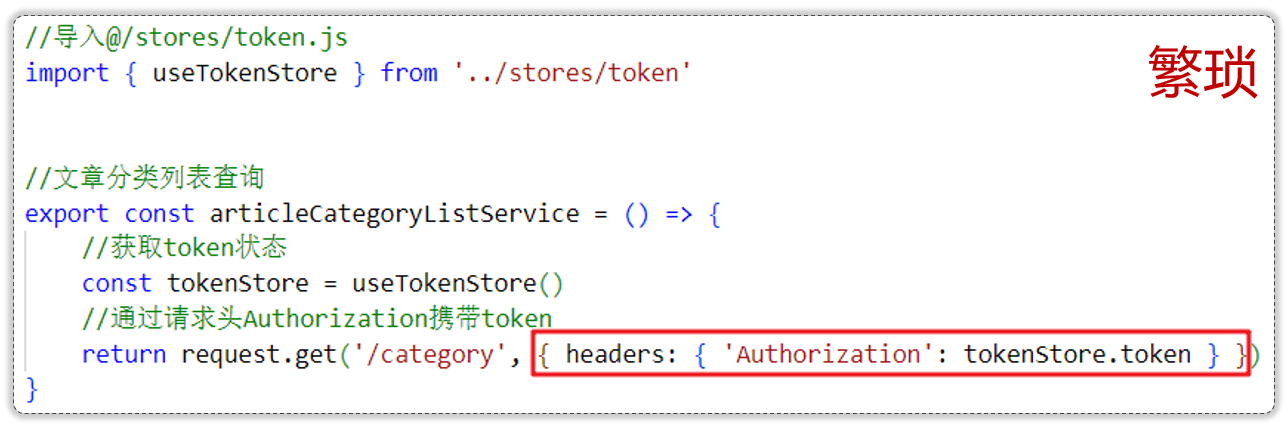 //导入@/stores/token.js
import { useTokenStore } from '../stores/token'
繁琐
//文章分类列表查询
export const articleCategoryListService = () => {
//获取token状态
const tokenStore = useTokenStore()
//通过请求头Authorization携带token
return request.get('/category', { headers: { 'Authorization': tokenStore.token } })
}